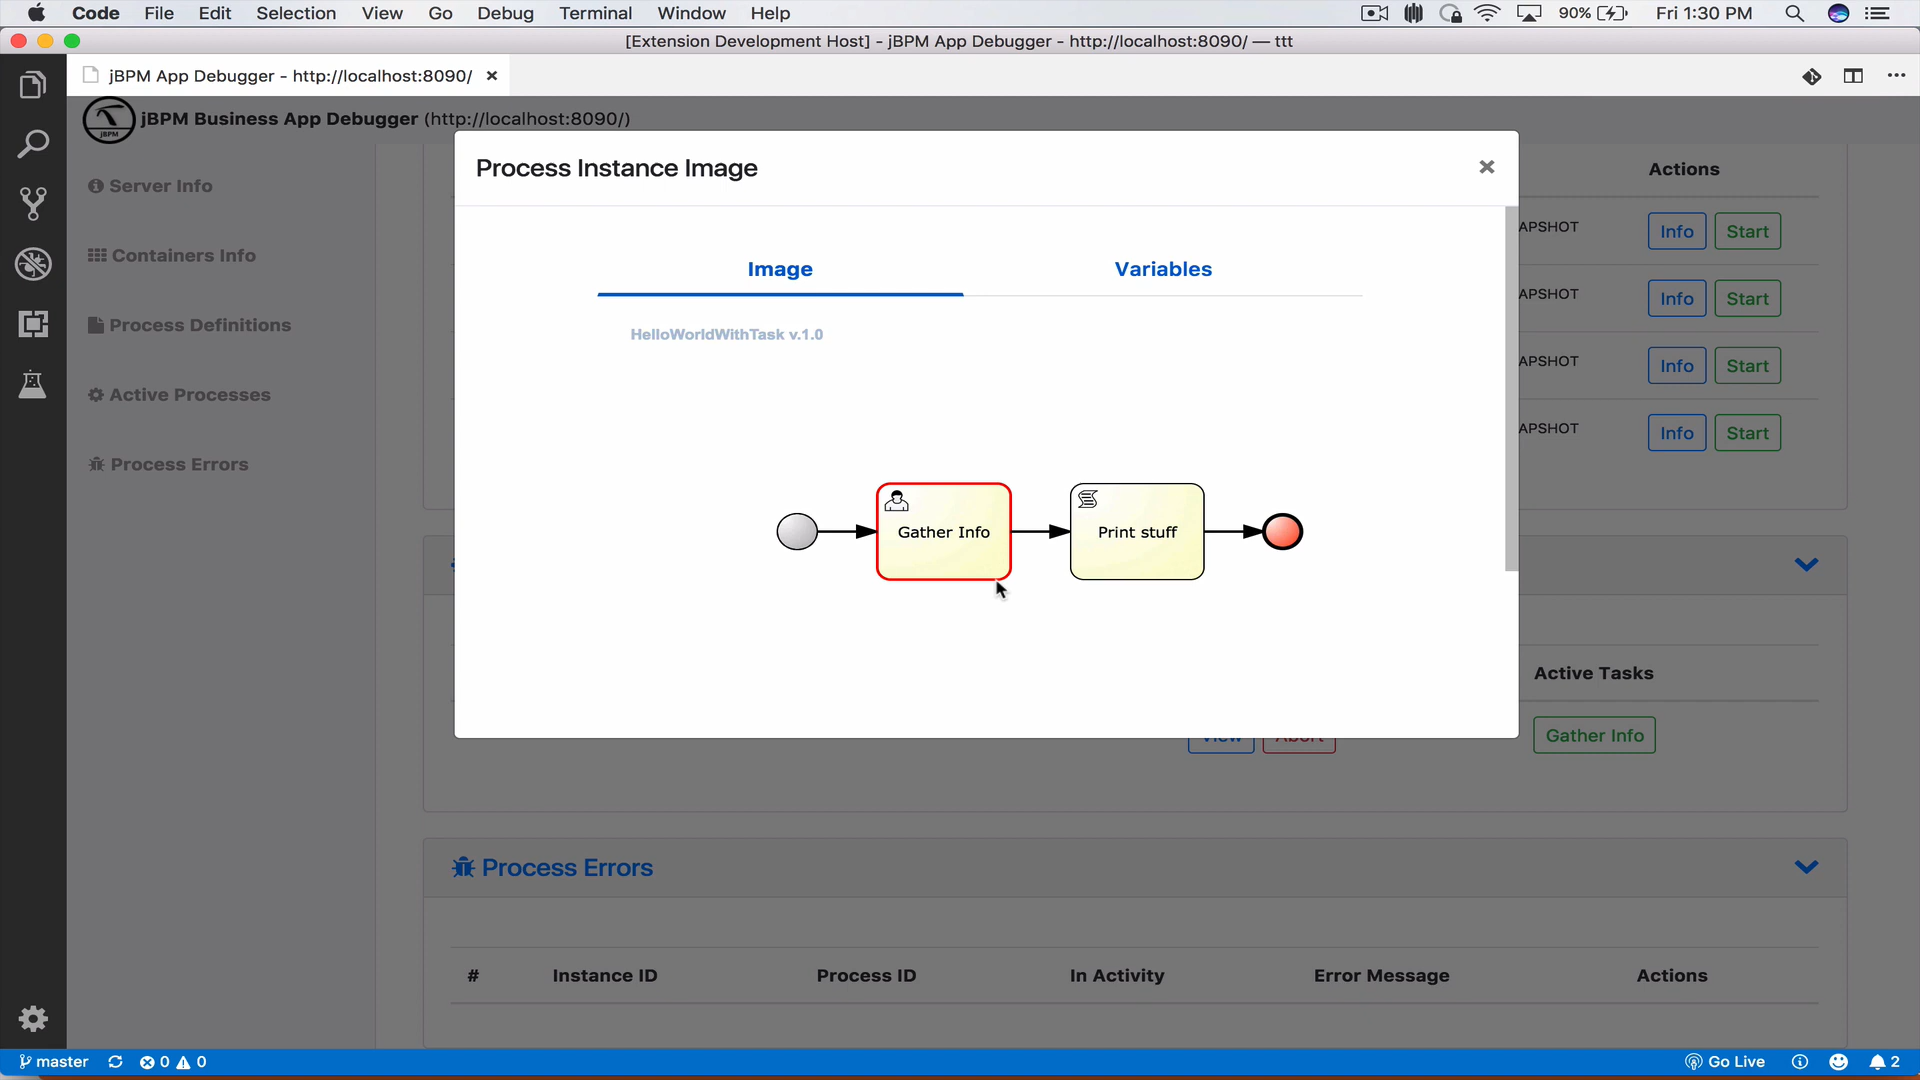 Code File Edit Selection View Go Debug Terminal Window Help 90% Fri 1:30 PM
[Extension Development Host] - jBPM App Debugger - http://localhost:8090/ — ttt
jBPM App Debugger - http://localhost:8090/
jBPM
jBPM Business App Debugger (http://localhost:8090/)
Process Instance Image
Actions
Server Info
APSHOT Info Start
Containers Info
Image Variables
APSHOT Info Start
Process Definitions
HelloWorldWithTask v.1.0
APSHOT Info Start
Active Processes
APSHOT Info Start
Process Errors
Gather Info
Print stuff
Active Tasks
View Abort Gather Info
Process Errors
# Instance ID Process ID In Activity Error Message Actions
master 0 0 Go Live 2